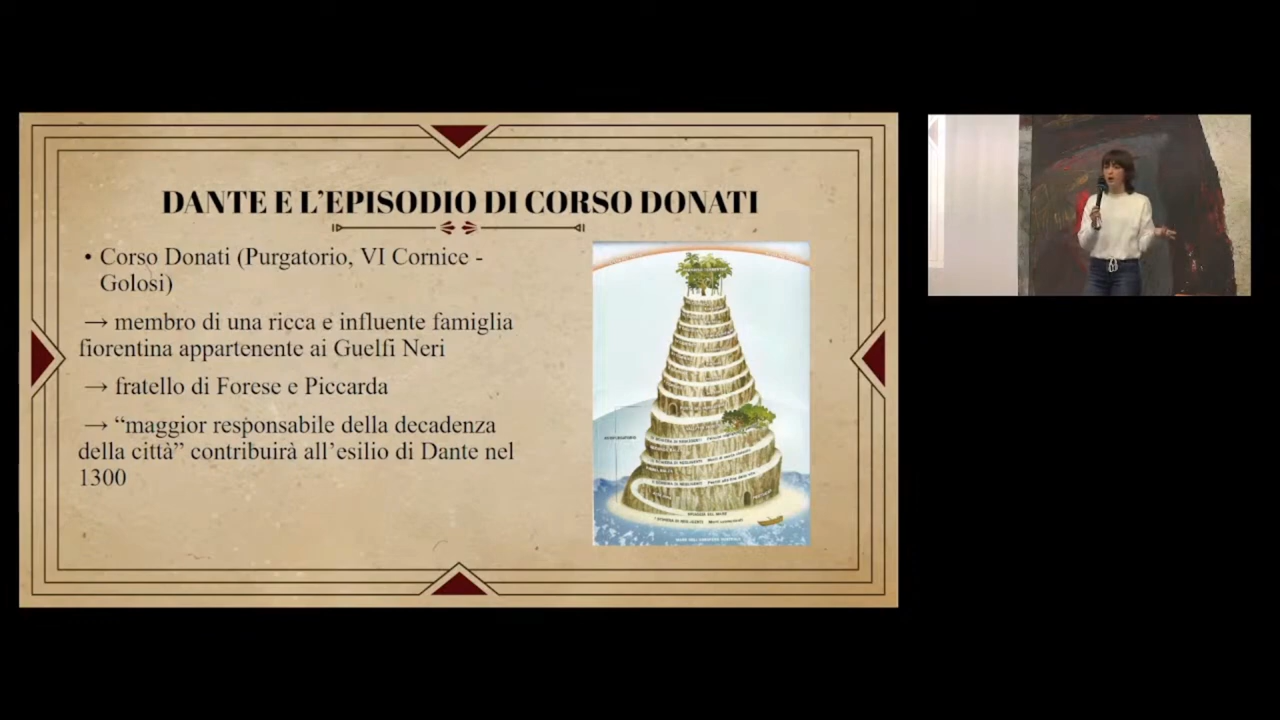 DANTE E L'EPISODIO DI CORSO DONATI
• Corso Donati (Purgatorio, VI Cornice -
Golosi)
→ membro di una ricca e influente famiglia
fiorentina appartenente ai Guelfi Neri
→ fratello di Forese e Piccarda
→ “maggior responsabile della decadenza
della città” contribuirà all’esilio di Dante nel
1300